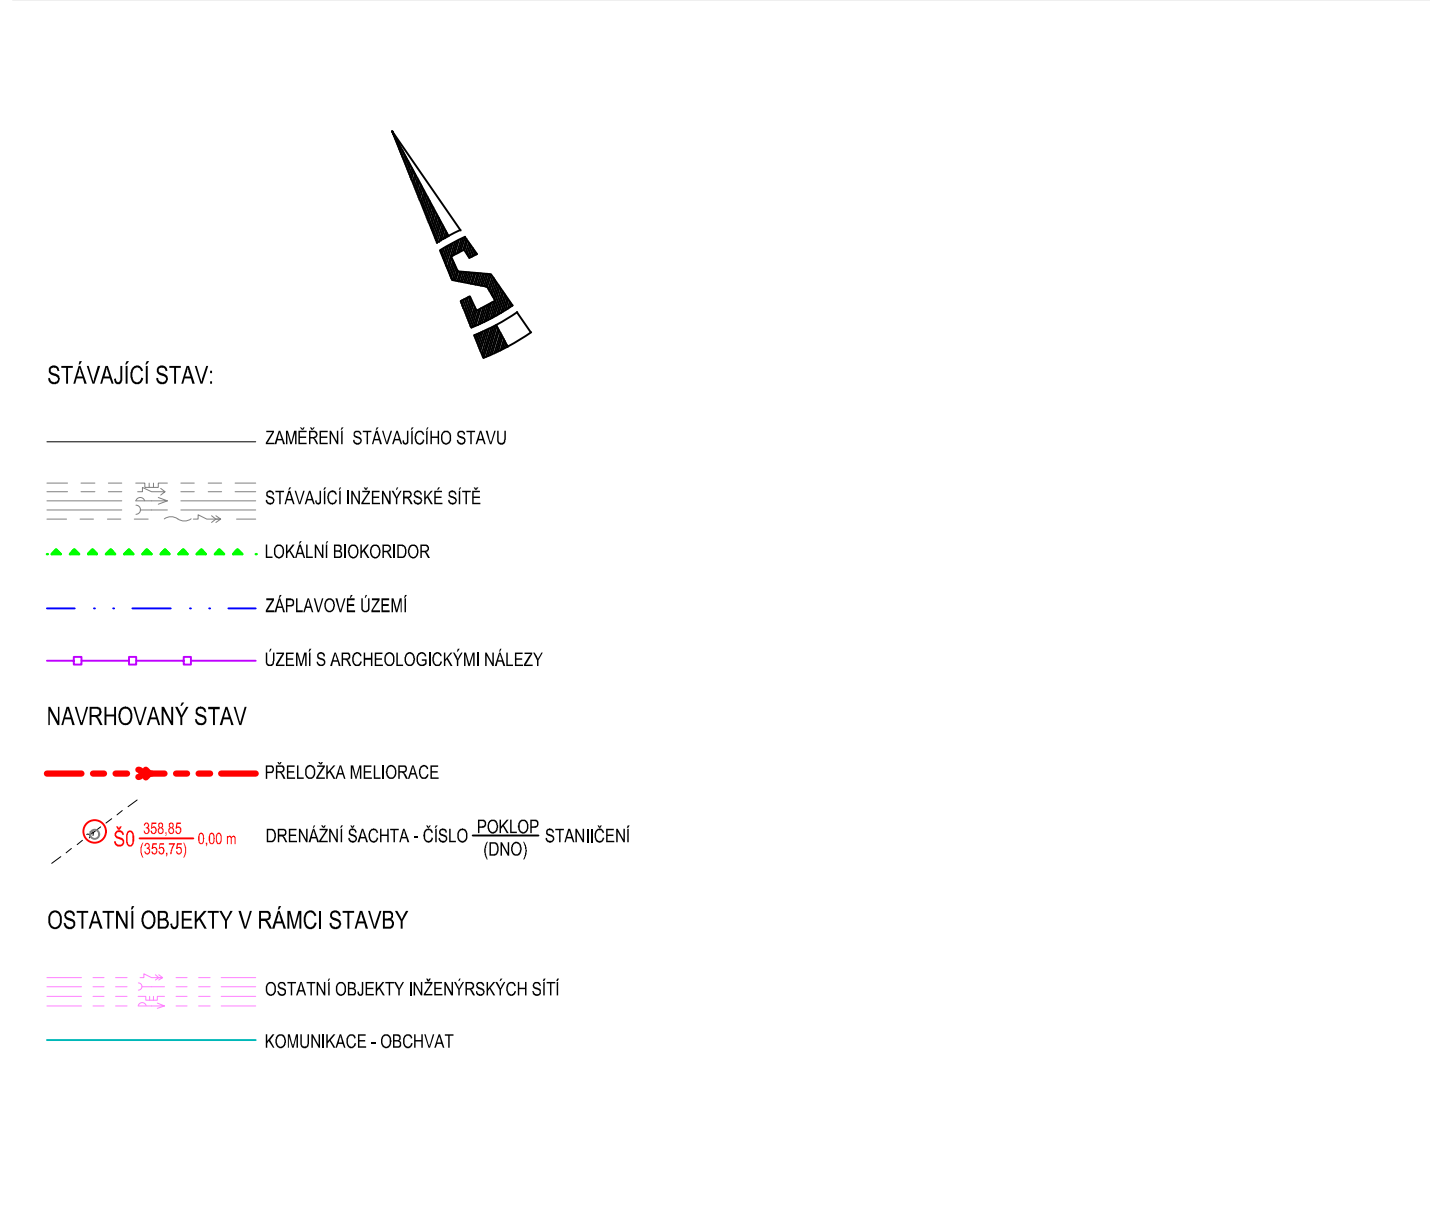 S
STÁVAJÍCÍ STAV:
ZAMĚŘENÍ STÁVAJÍCÍHO STAVU
STÁVAJÍCÍ INŽENÝRSKÉ SÍTĚ
LOKÁLNÍ BIOKORIDOR
ZÁPLAVOVÉ ÚZEMÍ
ÚZEMÍ S ARCHEOLOGICKÝMI NÁLEZY
NAVRHOVANÝ STAV
PŘELOŽKA MELIORACE
Š0 358,85 (355,75) 0,00 m
DRENÁŽNÍ ŠACHTA - ČÍSLO POKLOP (DNO) STANIIČENÍ
OSTATNÍ OBJEKTY V RÁMCI STAVBY
OSTATNÍ OBJEKTY INŽENÝRSKÝCH SÍTÍ
KOMUNIKACE - OBCHVAT